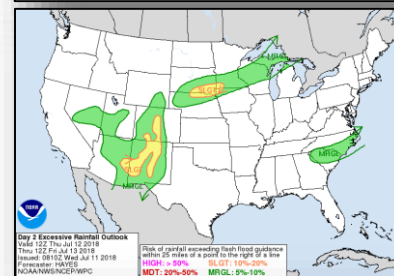 MRGL
SLGT
MRGL
SLGT
MRGL
NOAA
Day 2 Excessive Rainfall Outlook
Valid 12Z Thu Jul 12 2018
Thru 12Z Fri Jul 13 2018
Issued: 0810Z Wed Jul 11 2018
Forecaster: HAYES
NOAA/NWS/NCEP/WPC
Risk of rainfall exceeding flash flood guidance
within 25 miles of a point to the right of a line
HIGH: > 50% SLGT: 10%-20%
MDT: 20%-50% MRGL: 5%-10%